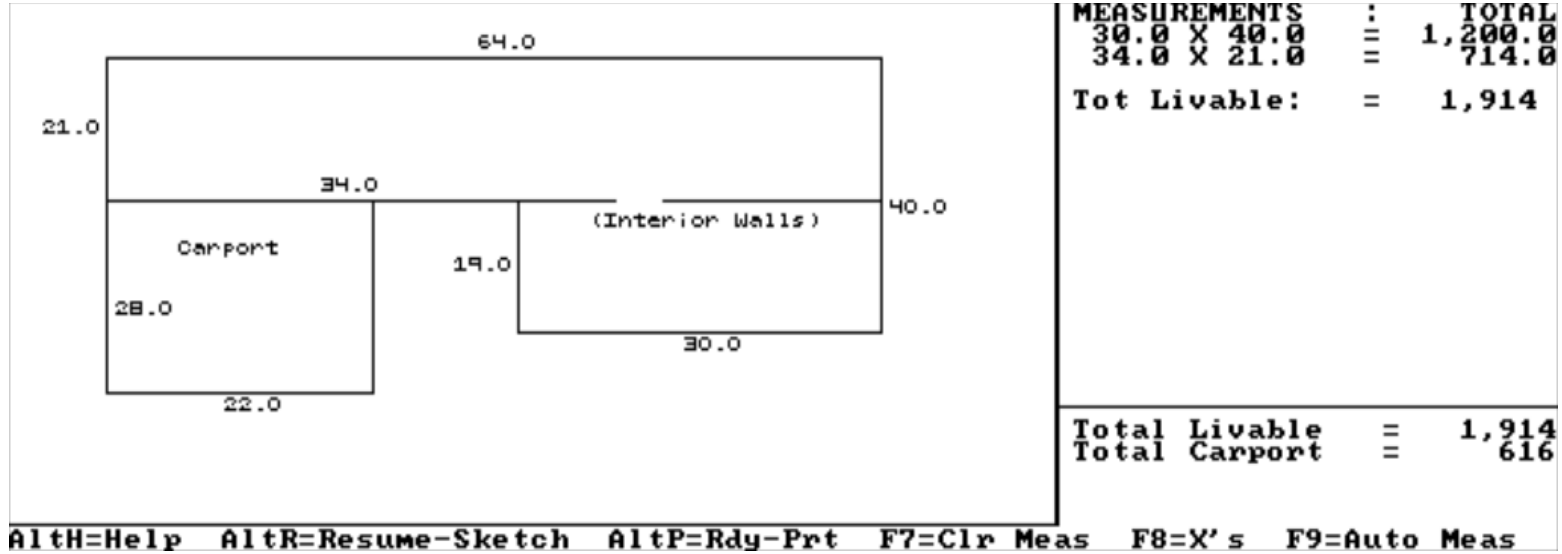 64.0
21.0
34.0
40.0
(Interior Walls)
Carport
19.0
28.0
30.0
22.0
MEASUREMENTS : TOTAL
30.0 X 40.0 = 1,200.0
34.0 X 21.0 = 714.0
Tot Livable: = 1,914
Total Livable = 1,914
Total Carport = 616
AltH=Help AltR=Resume-Sketch AltP=Rdy-Prt F7=Clr Meas F8=X's F9=Auto Meas